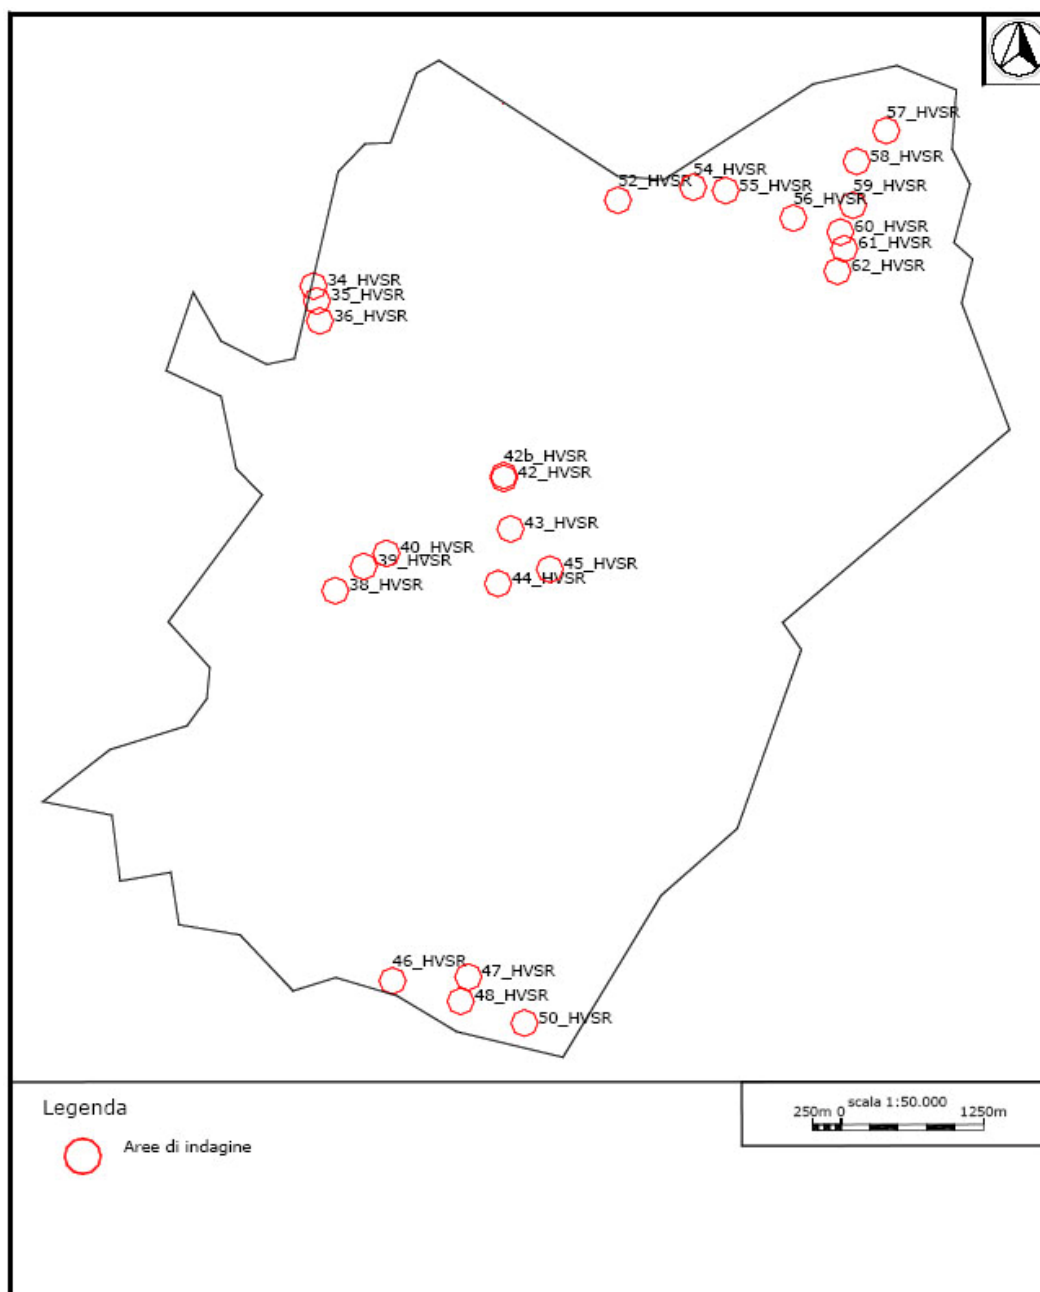 57_HVSR
58_HVSR
54_HVSR
52_HVSR
55_HVSR
59_HVSR
56_HVSR
60_HVSR
61_HVSR
62_HVSR
34_HVSR
35_HVSR
36_HVSR
42b_HVSR
42_HVSR
43_HVSR
40_HVSR
39_HVSR
45_HVSR
38_HVSR
44_HVSR
46_HVSR
47_HVSR
48_HVSR
50_HVSR
Legenda
Aree di indagine
scala 1:50.000
250m 0 1250m